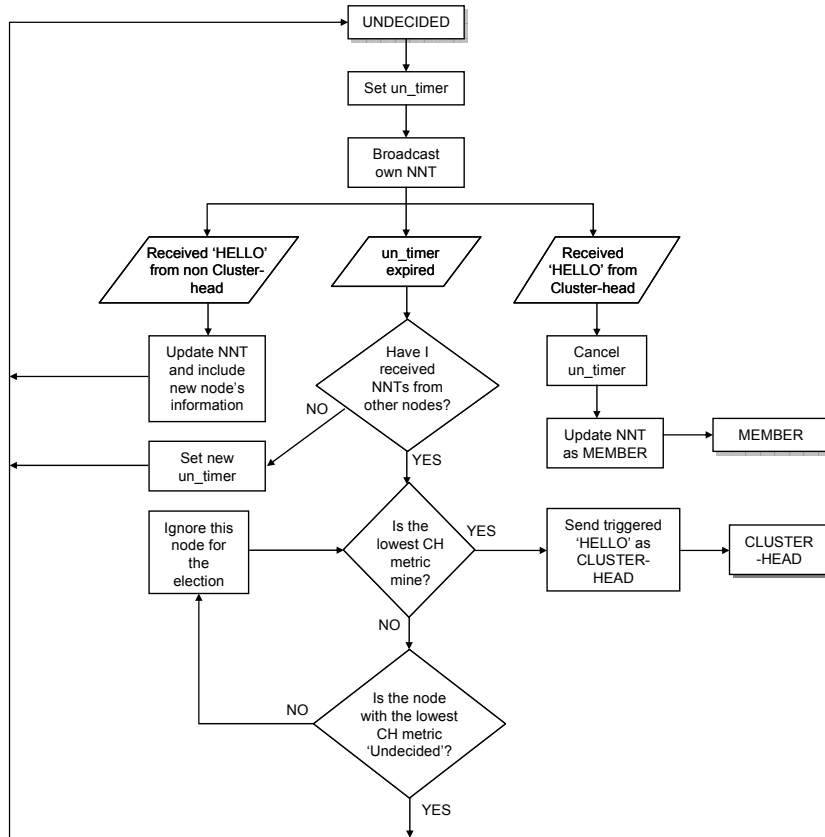 UNDECIDED
Set un_timer
Broadcast
own NNT
Received ‘HELLO’
from non Cluster-
head
un_timer
expired
Received
‘HELLO’ from
Cluster-head
Update NNT
and include
new node’s
information
Have I
received
NNTs from
other nodes?
Cancel
un_timer
NO
Update NNT
as MEMBER
MEMBER
Set new
un_timer
YES
Ignore this
node for
the
election
Is the
lowest CH
metric
mine?
YES
Send triggered
‘HELLO’ as
CLUSTER-
HEAD
CLUSTER
-HEAD
NO
Is the node
with the lowest
CH metric
‘Undecided’?
NO
YES